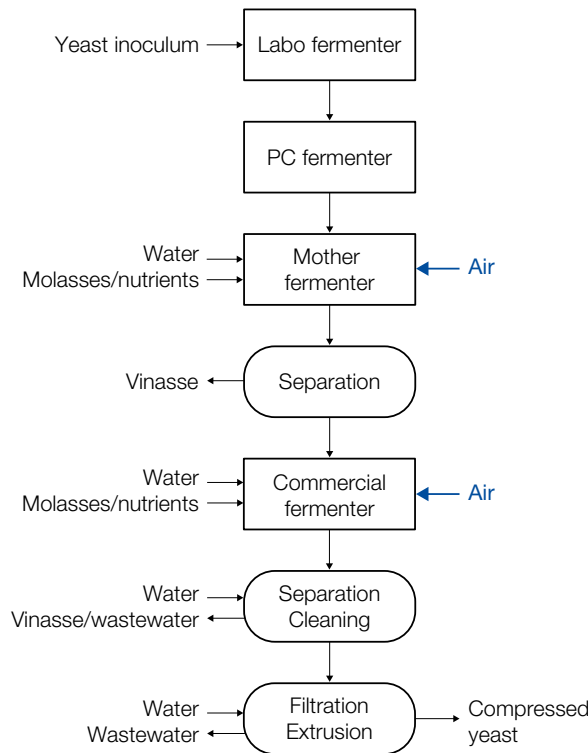 Yeast inoculum
Labo fermenter
PC fermenter
Water
Molasses/nutrients
Mother
fermenter
Air
Vinasse
Separation
Water
Molasses/nutrients
Commercial
fermenter
Air
Water
Vinasse/wastewater
Separation
Cleaning
Water
Wastewater
Filtration
Extrusion
Compressed
yeast